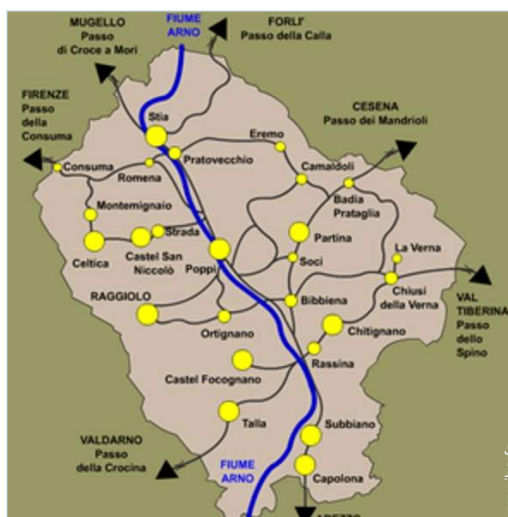 MUGELLO
Passo
di Croce a Mori
FIUME
ARNO
FORLI'
Passo della Calla
FIRENZE
Passo
della
Consuma
CESENA
Passo dei Mandrioli
Stia
Eremo
Pratovecchio
Consuma
Romena
Camaldoli
Badia
Prataglia
Montemignaio
Strada
Partina
La Verna
Celtica
Castel San
Niccolò
Poppi
Soci
RAGGIOLO
Bibbiena
Chiusi
della Verna
VAL
TIBERINA
Passo
dello
Spino
Ortignano
Chitignano
Rassina
Castel Focognano
Talla
Subbiano
VALDARNO
Passo
della Crocina
FIUME
ARNO
Capolona